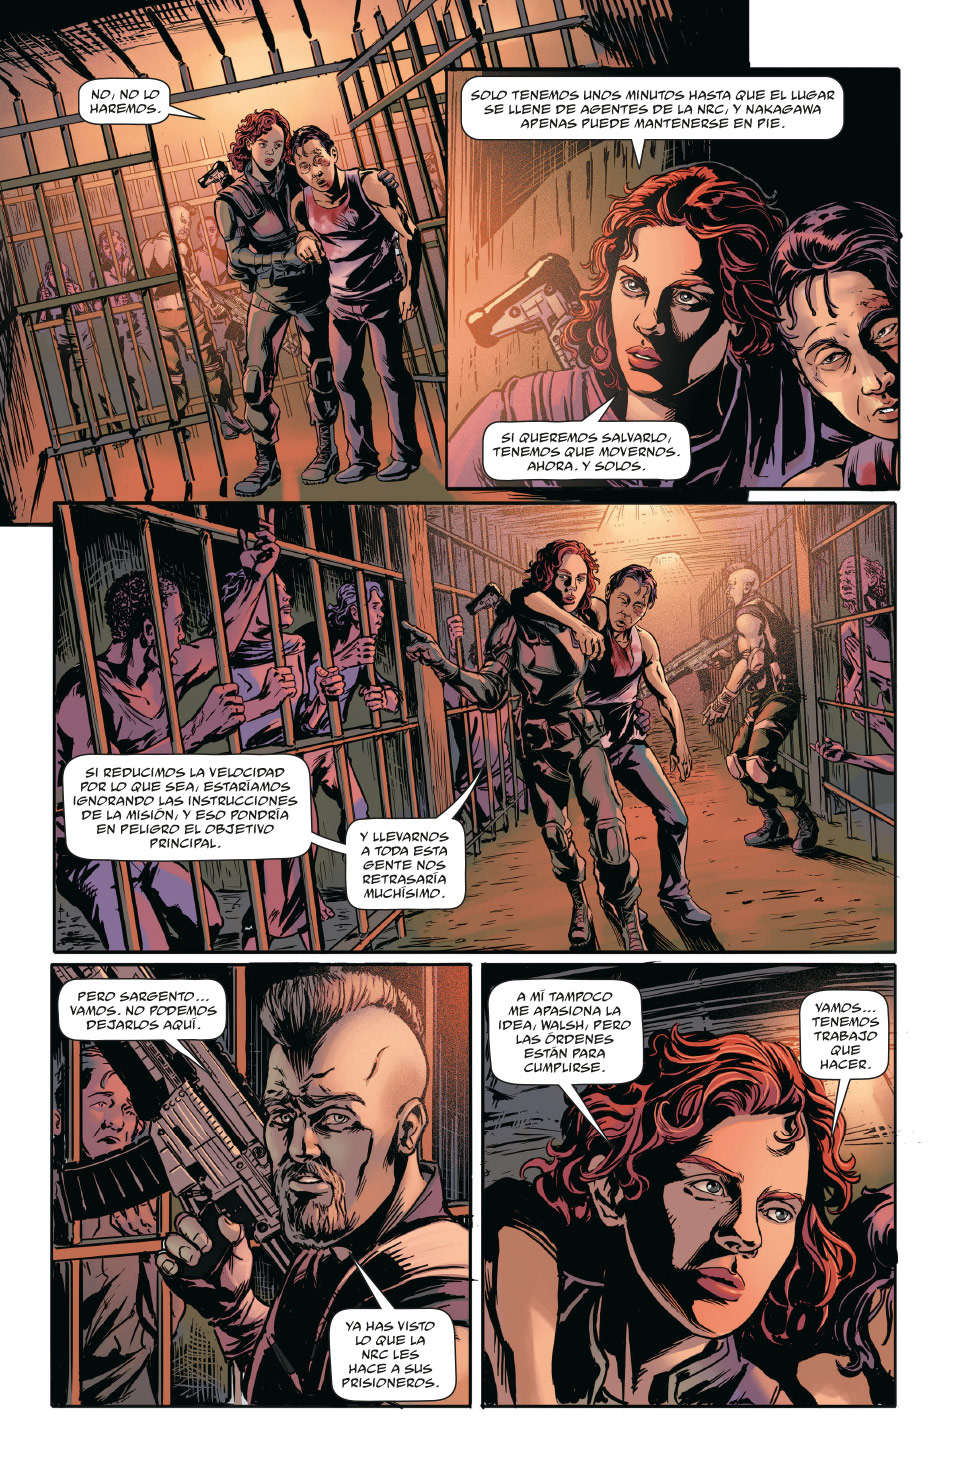 NO, NO LO
HAREMOS.
SOLO TENEMOS UNOS MINUTOS HASTA QUE EL LUGAR
SE LLENE DE AGENTES DE LA NRC, Y NAKAGAWA
APENAS PUEDE MANTENERSE EN PIE.
SI QUEREMOS SALVARLO,
TENEMOS QUE MOVERNOS.
AHORA. Y SOLOS.
SI REDUCIMOS LA VELOCIDAD
POR LO QUE SEA, ESTARÍAMOS
IGNORANDO LAS INSTRUCCIONES
DE LA MISIÓN, Y ESO PONDRÍA
EN PELIGRO EL OBJETIVO
PRINCIPAL.
Y LLEVARNOS
A TODA ESTA
GENTE NOS
RETRASARÍA
MUCHÍSIMO.
PERO SARGENTO...
VAMOS. NO PODEMOS
DEJARLOS AQUÍ.
YA HAS VISTO
LO QUE LA
NRC LES
HACE A SUS
PRISIONEROS.
A MÍ TAMPOCO
ME APASIONA LA
IDEA, WALSH, PERO
LAS ÓRDENES
ESTÁN PARA
CUMPLIRSE.
VAMOS...
TENEMOS
TRABAJO
QUE
HACER.